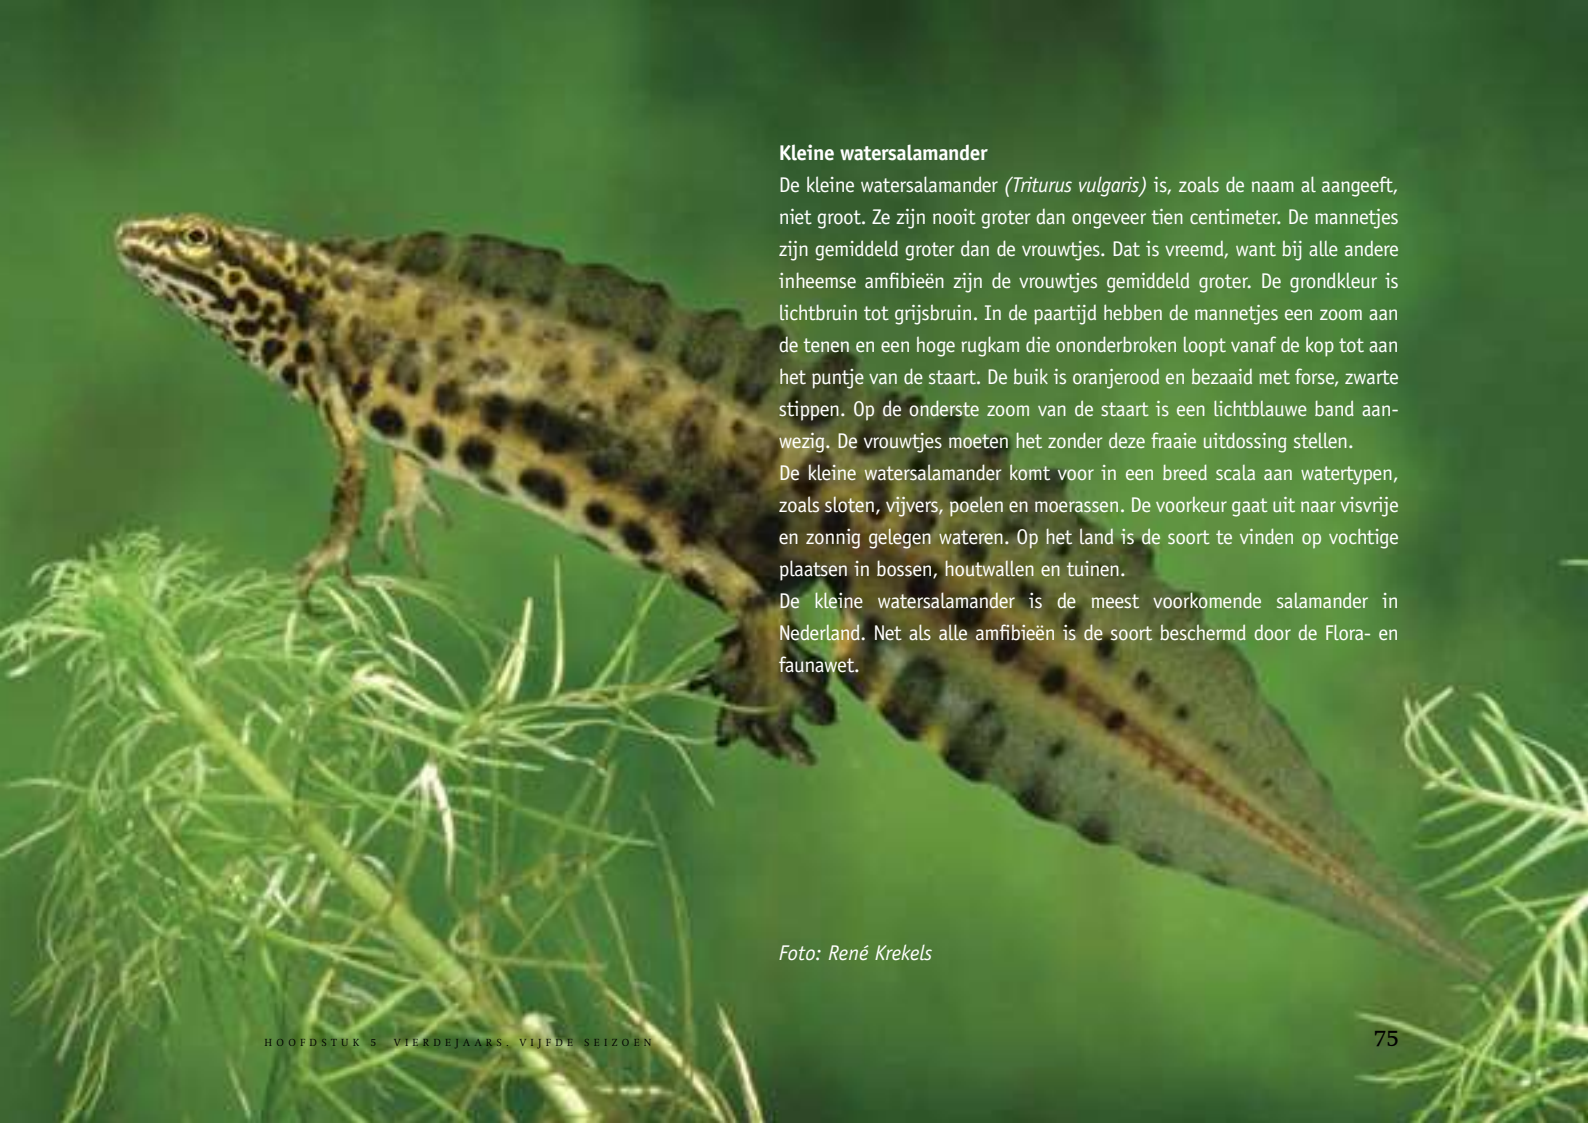 Kleine watersalamander
De kleine watersalamander (Triturus vulgaris) is, zoals de naam al aangeeft,
niet groot. Ze zijn nooit groter dan ongeveer tien centimeter. De mannetjes
zijn gemiddeld groter dan de vrouwtjes. Dat is vreemd, want bij alle andere
inheemse amfibieën zijn de vrouwtjes gemiddeld groter. De grondkleur is
lichtbruin tot grijsbruin. In de paartijd hebben de mannetjes een zoom aan
de tenen en een hoge rugkam die ononderbroken loopt vanaf de kop tot aan
het puntje van de staart. De buik is oranjerood en bezaaid met forse, zwarte
stippen. Op de onderste zoom van de staart is een lichtblauwe band aan-
wezig. De vrouwtjes moeten het zonder deze fraaie uitdossing stellen.
De kleine watersalamander komt voor in een breed scala aan watertypen,
zoals sloten, vijvers, poelen en moerassen. De voorkeur gaat uit naar visvrije
en zonnig gelegen wateren. Op het land is de soort te vinden op vochtige
plaatsen in bossen, houtwallen en tuinen.
De kleine watersalamander is de meest voorkomende salamander in
Nederland. Net als alle amfibieën is de soort beschermd door de Flora- en
faunawet.
Foto: René Krekels
HOOFDSTUK 5 VIERDEJAARS, VIJFDE SEIZOEN
75